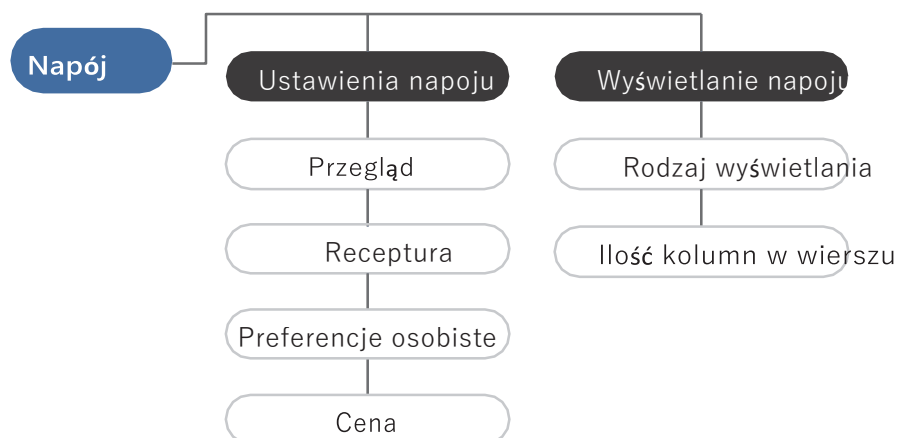 Napój
Ustawienia napoju
Przegląd
Receptura
Preferencje osobiste
Cena
Wyświetlanie napoju
Rodzaj wyświetlania
Ilość kolumn w wierszu